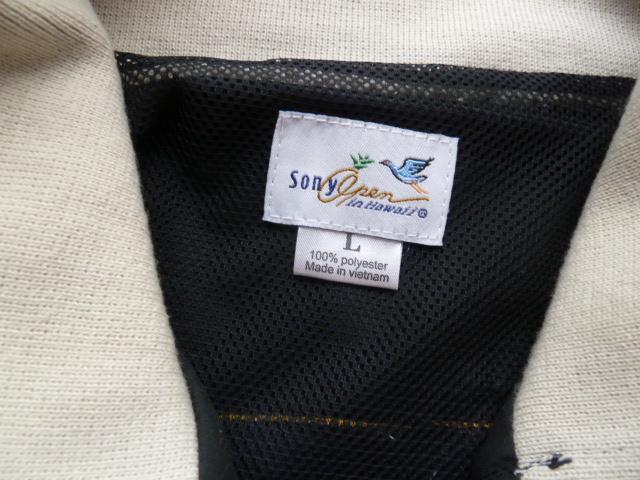 Sony Open
in Hawaii®
L
100% polyester
Made in vietnam